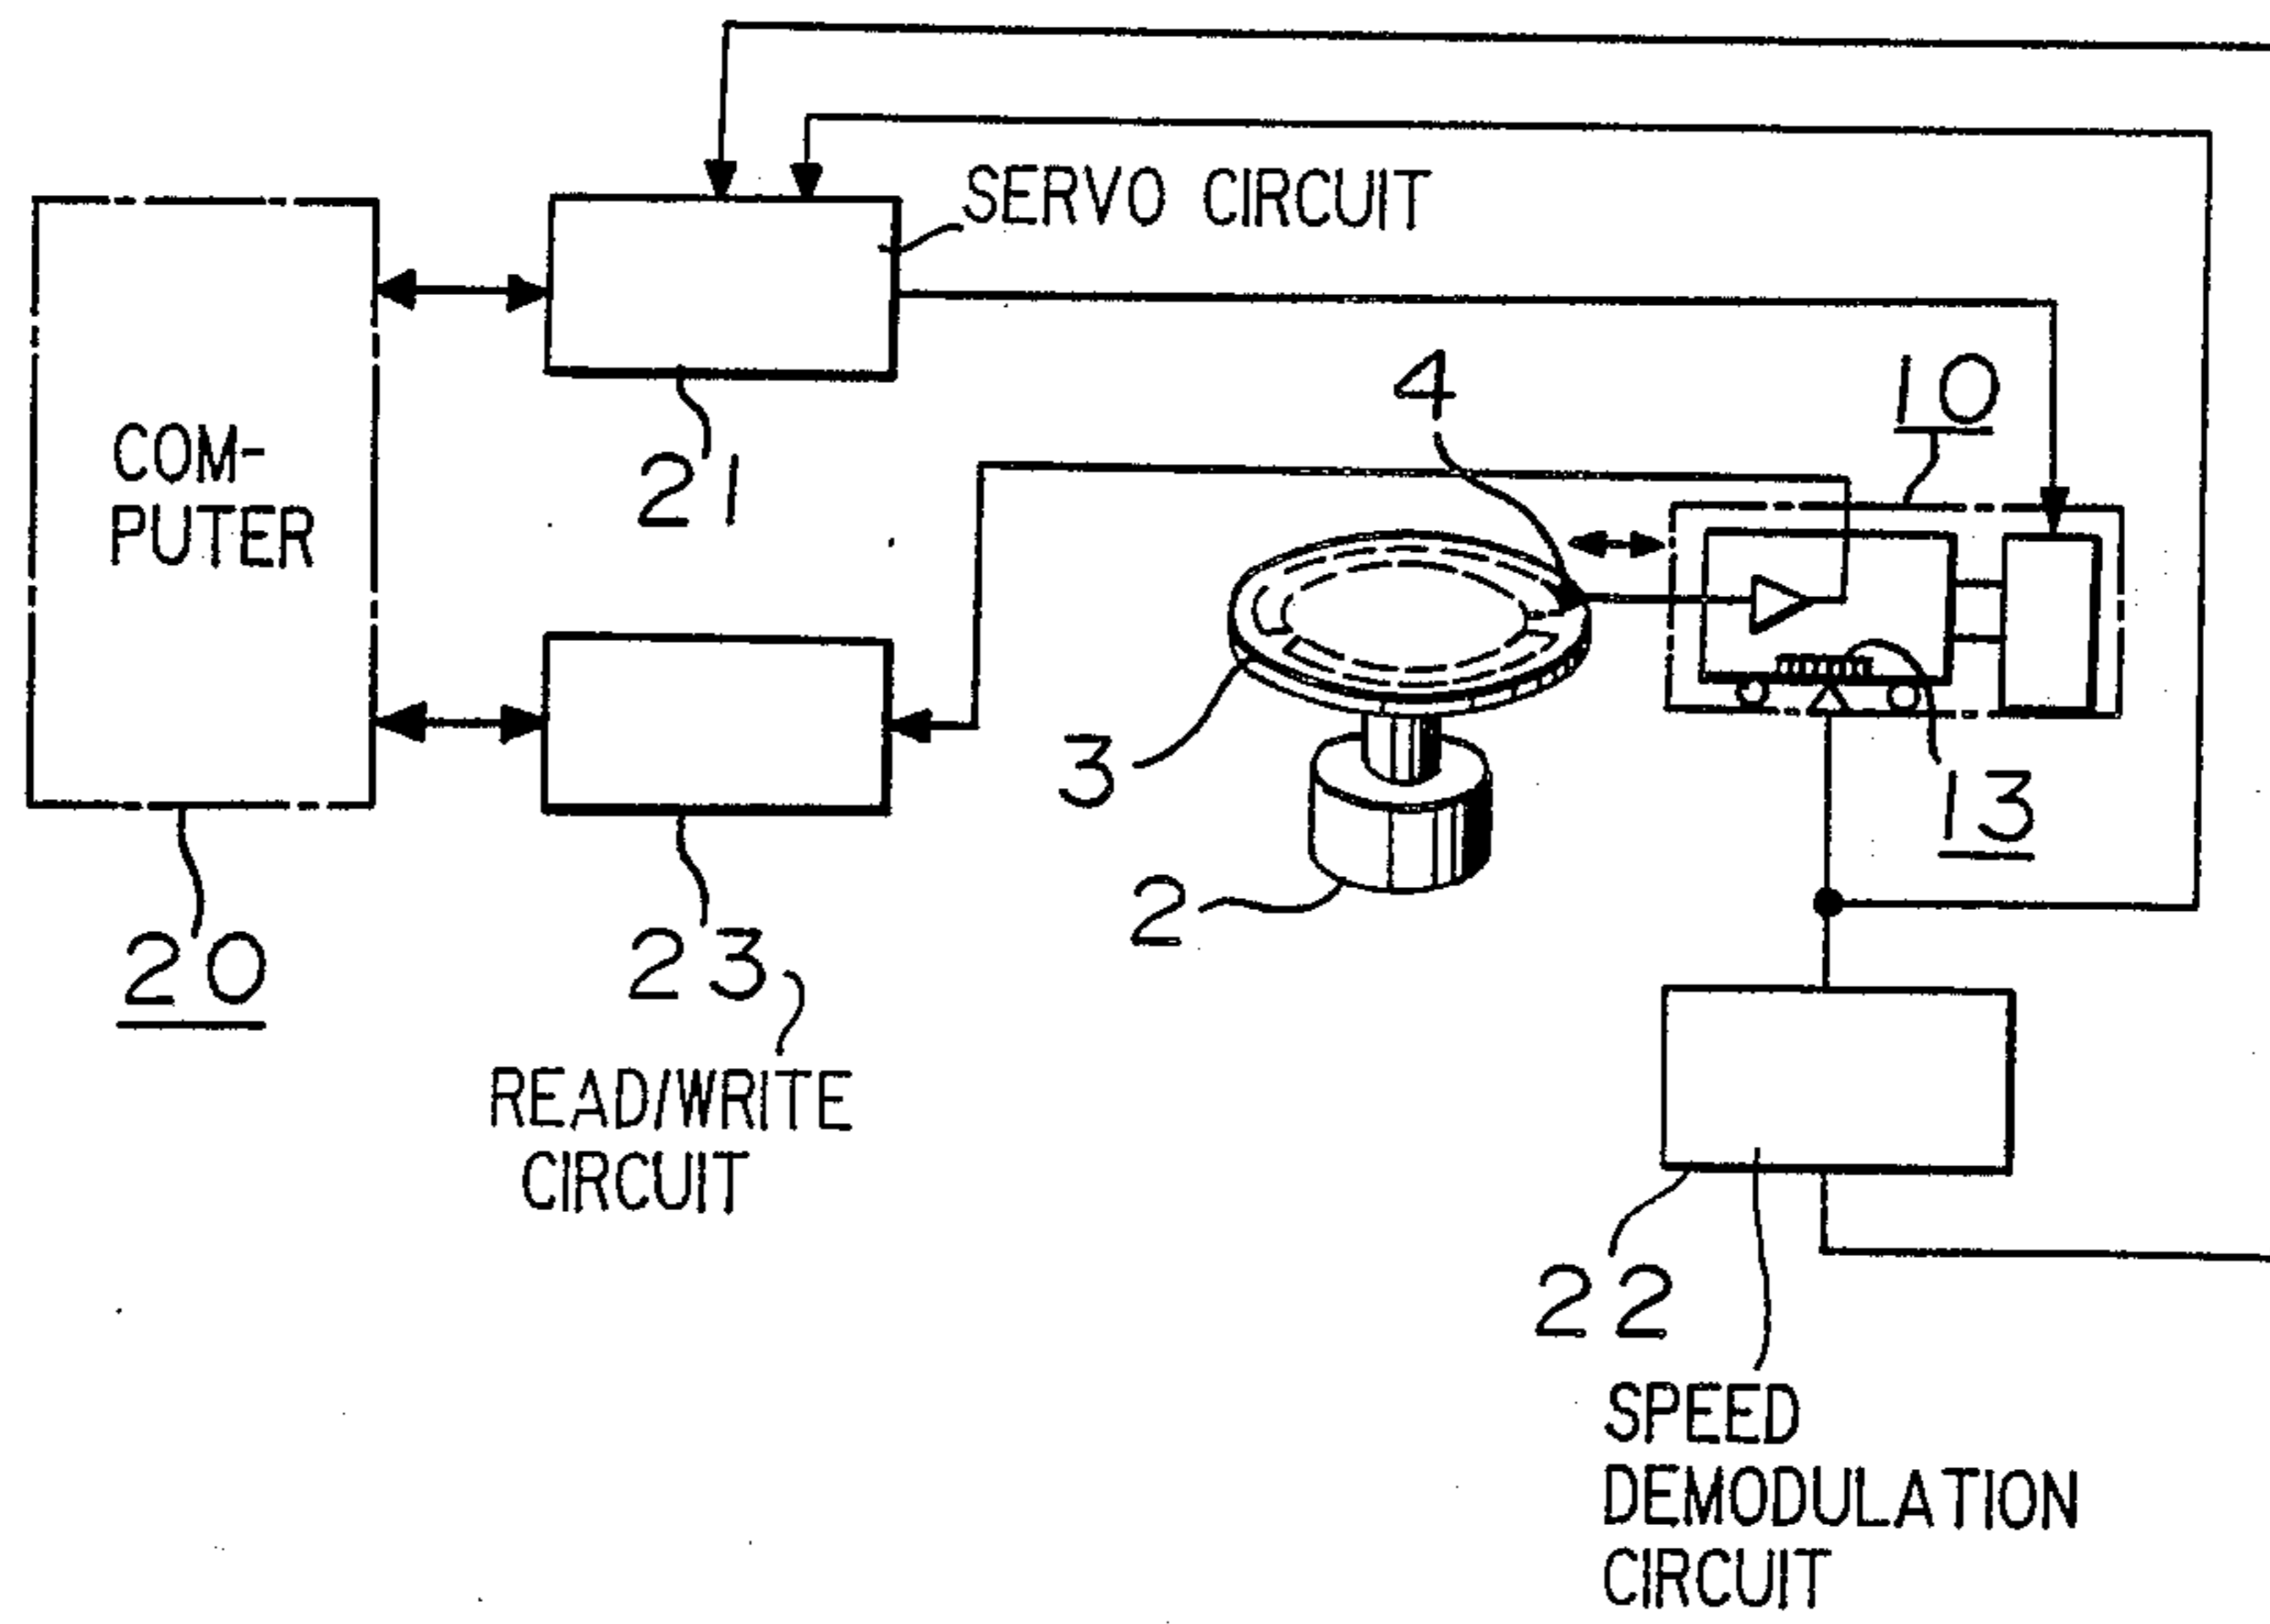 SERVO CIRCUIT
COM-
PUTER
21
4
10
3
13
2
20
23
READ/WRITE
CIRCUIT
22
SPEED
DEMODULATION
CIRCUIT